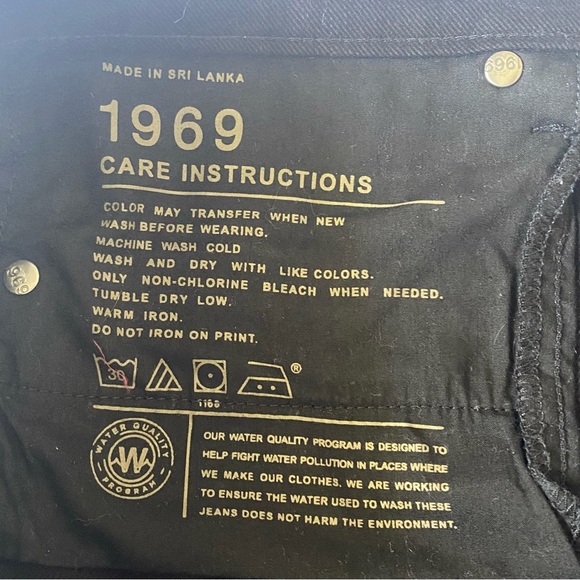 MADE IN SRI LANKA
696
1969
CARE INSTRUCTIONS
COLOR MAY TRANSFER WHEN NEW
WASH BEFORE WEARING.
MACHINE WASH COLD
WASH AND DRY WITH LIKE COLORS.
ONLY NON-CHLORINE BLEACH WHEN NEEDED.
TUMBLE DRY LOW.
WARM IRON.
DO NOT IRON ON PRINT.
30
®
WATER QUALITY
W
PROGRAM
OUR WATER QUALITY PROGRAM IS DESIGNED TO
HELP FIGHT WATER POLLUTION IN PLACES WHERE
WE MAKE OUR CLOTHES. WE ARE WORKING
TO ENSURE THE WATER USED TO WASH THESE
JEANS DOES NOT HARM THE ENVIRONMENT.